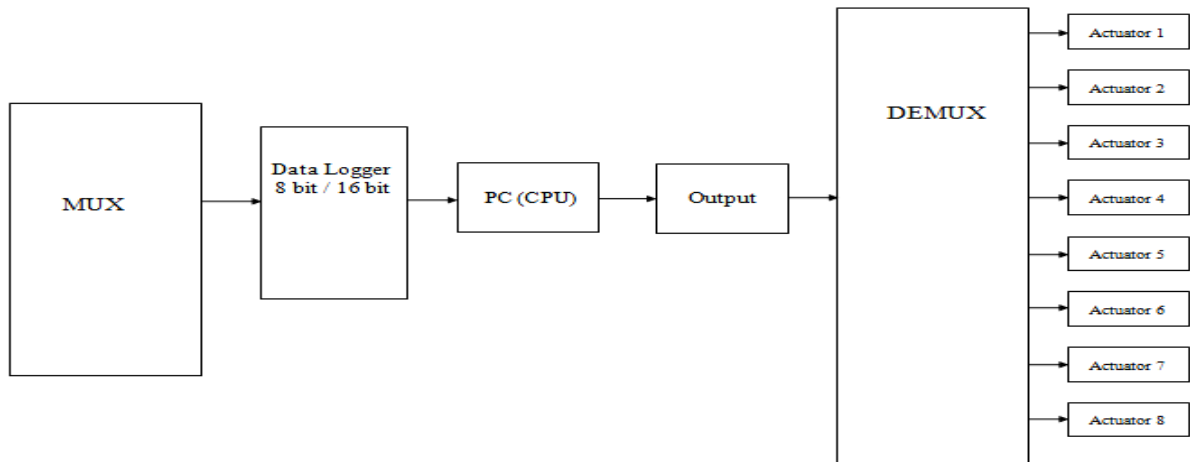 MUX
Data Logger
8 bit / 16 bit
PC (CPU)
Output
DEMUX
Actuator 1
Actuator 2
Actuator 3
Actuator 4
Actuator 5
Actuator 6
Actuator 7
Actuator 8